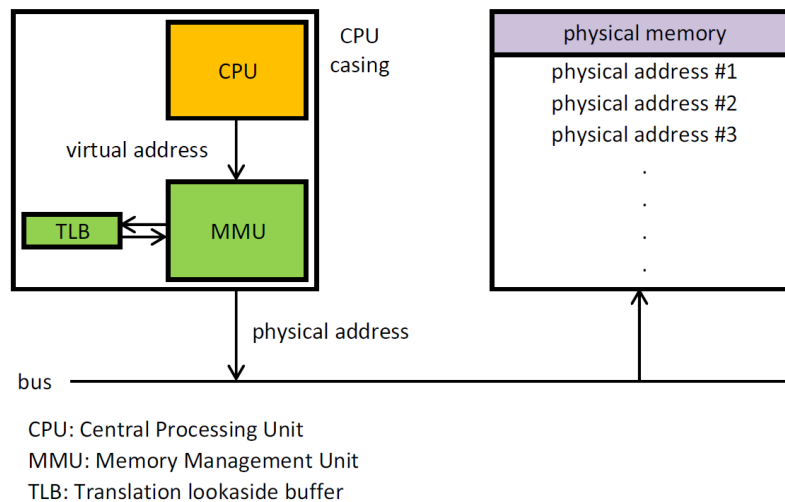 CPU
casing
CPU
virtual address
TLB
MMU
physical address
bus
physical memory
physical address #1
physical address #2
physical address #3
.
.
.
.
CPU: Central Processing Unit
MMU: Memory Management Unit
TLB: Translation lookaside buffer